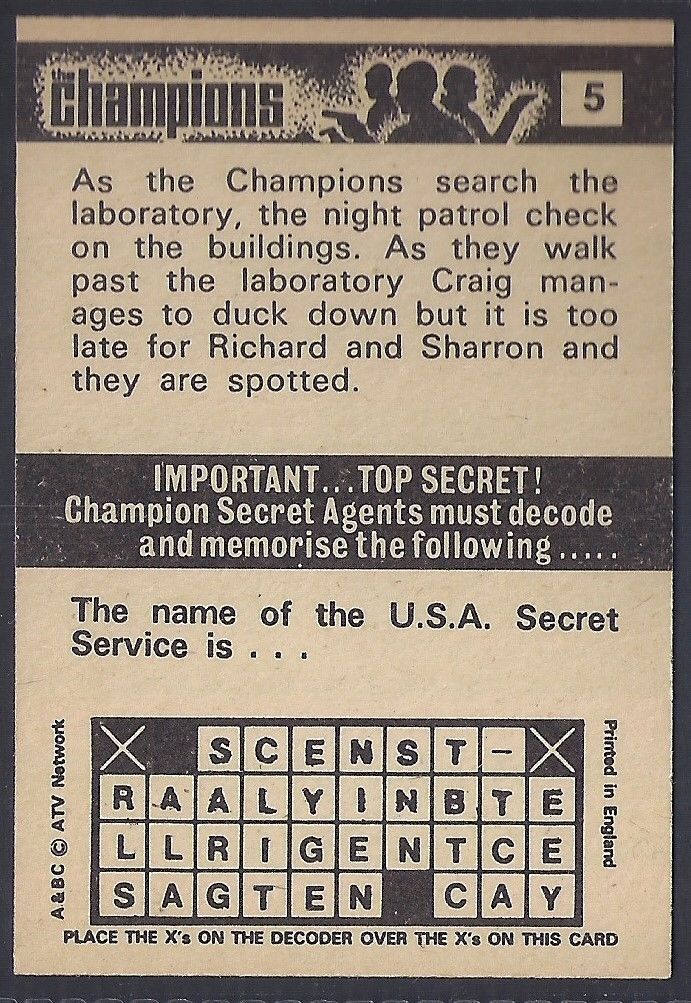 the champions
5
As the Champions search the
laboratory, the night patrol check
on the buildings. As they walk
past the laboratory Craig man-
ages to duck down but it is too
late for Richard and Sharron and
they are spotted.
IMPORTANT...TOP SECRET!
Champion Secret Agents must decode
and memorise the following.....
The name of the U.S.A. Secret
Service is . . .
X S C E N S T – X
R A A L Y I N B T E
L L R I G E N T C E
S A G T E N C A Y
A.&BC © ATV Network
Printed in England
PLACE THE X's ON THE DECODER OVER THE X's ON THIS CARD